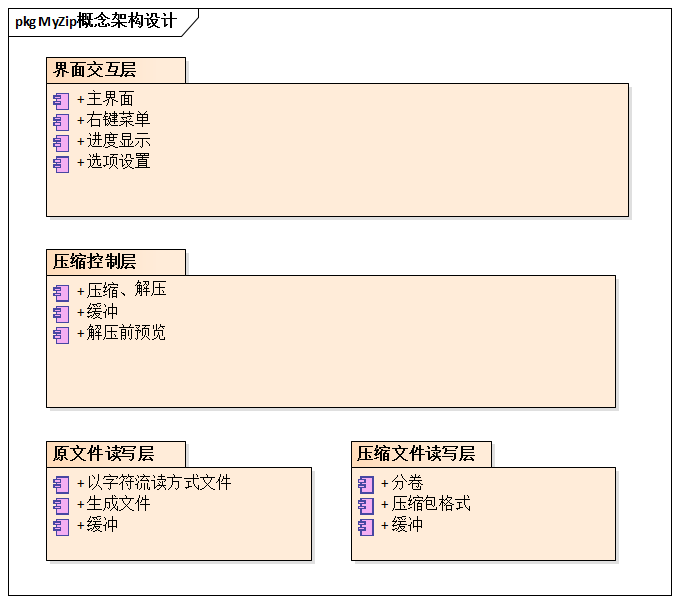 pkg MyZip概念架构设计
界面交互层
+主界面
+右键菜单
+进度显示
+选项设置
压缩控制层
+压缩、解压
+缓冲
+解压前预览
原文件读写层
+以字符流读方式文件
+生成文件
+缓冲
压缩文件读写层
+分卷
+压缩包格式
+缓冲